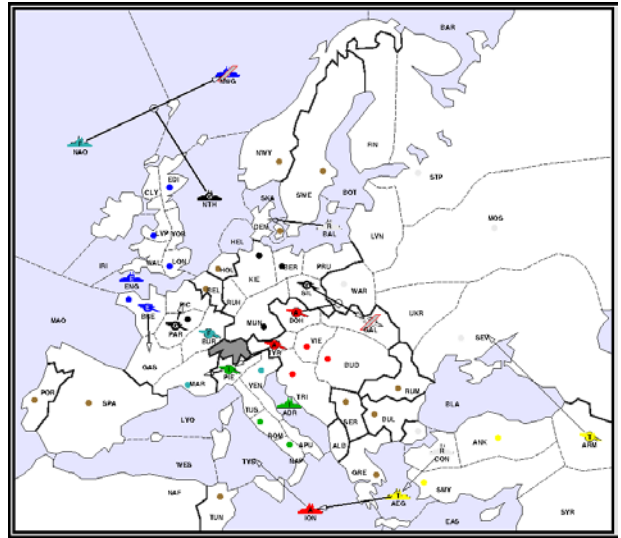 BAR
NWG
NAO
NWY
FIN
STP
SWE
BOT
EDI
CLY
NTH
SKA
MOS
DEM
BAL
LVN
LVP
YOR
HEL
HOL
KIE
BER
PRU
IRI
WAL
LON
ENG
BEL
RUH
SIL
WAR
UKR
BRE
PIC
PAR
MUN
BOH
GAL
SEV
MAO
BUR
TYR
VIE
BUD
GAS
PIE
VEN
RUM
MAR
TRI
POR
SPA
TUS
ADR
SER
BUL
BLA
LYO
ROM
APU
ALB
CON
ANK
ARM
WES
TYS
NAP
GRE
SMY
NAF
TUN
ION
AEG
EAS
SYR